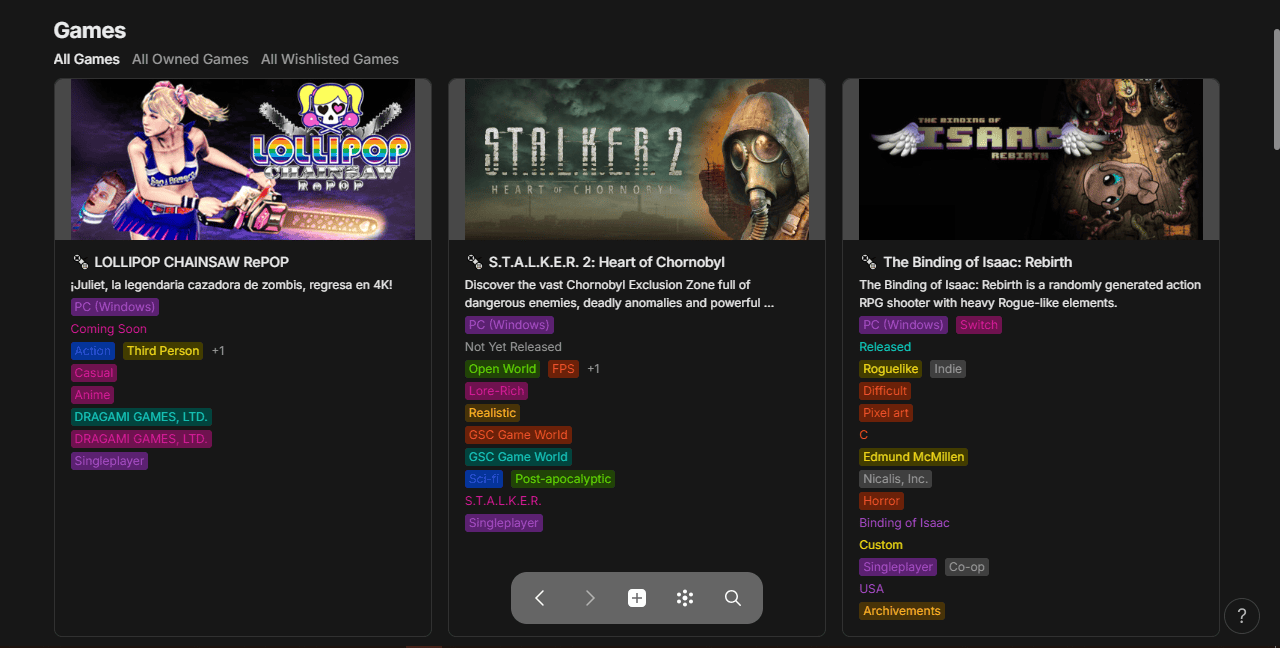 Games
All Games All Owned Games All Wishlisted Games
LOLLIPOP
CHAINSAW
RePOP
LOLLIPOP CHAINSAW RePOP
¡Juliet, la legendaria cazadora de zombis, regresa en 4K!
PC (Windows)
Coming Soon
Action Third Person +1
Casual
Anime
DRAGAMI GAMES, LTD.
DRAGAMI GAMES, LTD.
Singleplayer
S.T.A.L.K.E.R. 2
HEART OF CHORNOBYL
S.T.A.L.K.E.R. 2: Heart of Chornobyl
Discover the vast Chornobyl Exclusion Zone full of
dangerous enemies, deadly anomalies and powerful ...
PC (Windows)
Not Yet Released
Open World FPS +1
Lore-Rich
Realistic
GSC Game World
GSC Game World
Sci-fi Post-apocalyptic
S.T.A.L.K.E.R.
Singleplayer
THE BINDING OF
ISAAC
REBIRTH
The Binding of Isaac: Rebirth
The Binding of Isaac: Rebirth is a randomly generated action
RPG shooter with heavy Rogue-like elements.
PC (Windows) Switch
Released
Roguelike Indie
Difficult
Pixel art
C
Edmund McMillen
Nicalis, Inc.
Horror
Binding of Isaac
Custom
Singleplayer Co-op
USA
Archivements
?